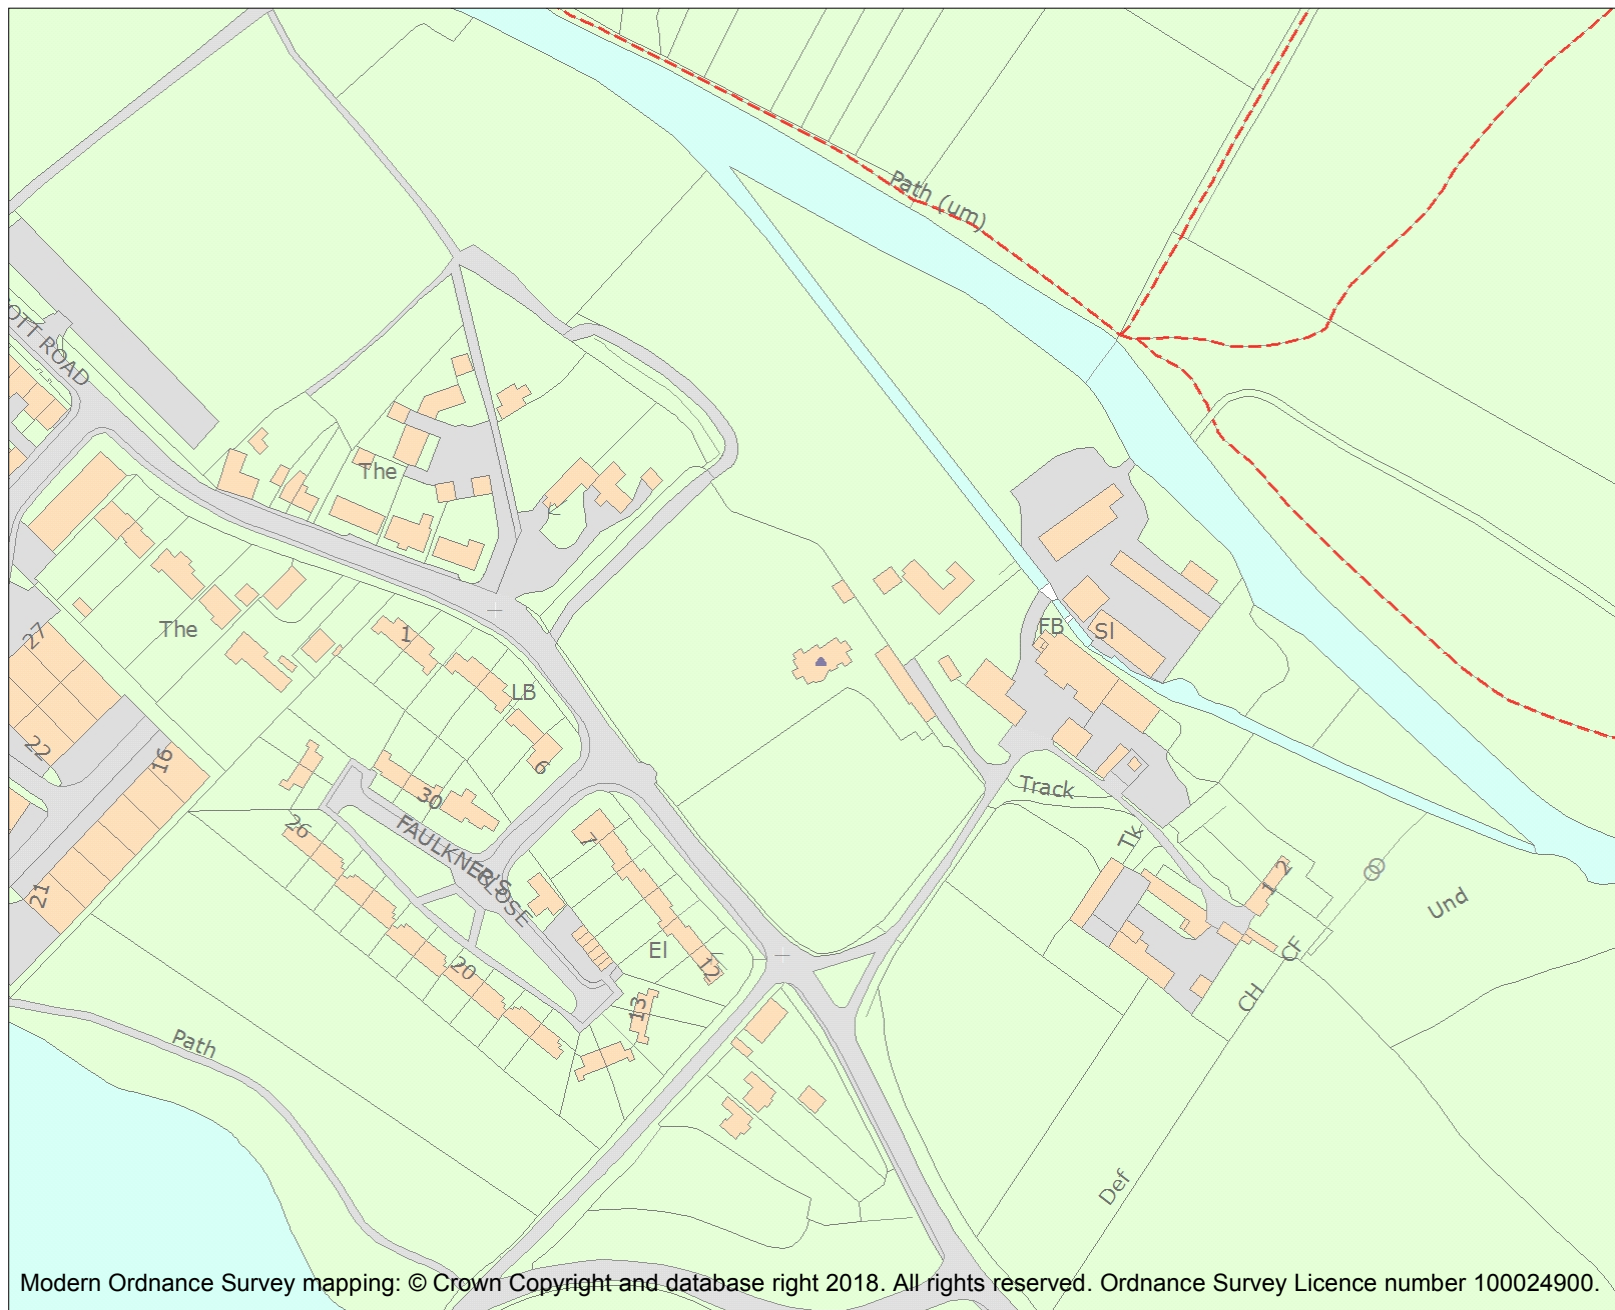 Path (um)
OTT ROAD
The
The
27
1
LB
FB
Sl
22
16
6
30
7
26
FAULKNER'S
CLOSE
Track
Tk
1 2
21
20
El
12
13
Und
CF
CH
Path
Def
Modern Ordnance Survey mapping: © Crown Copyright and database right 2018. All rights reserved. Ordnance Survey Licence number 100024900.